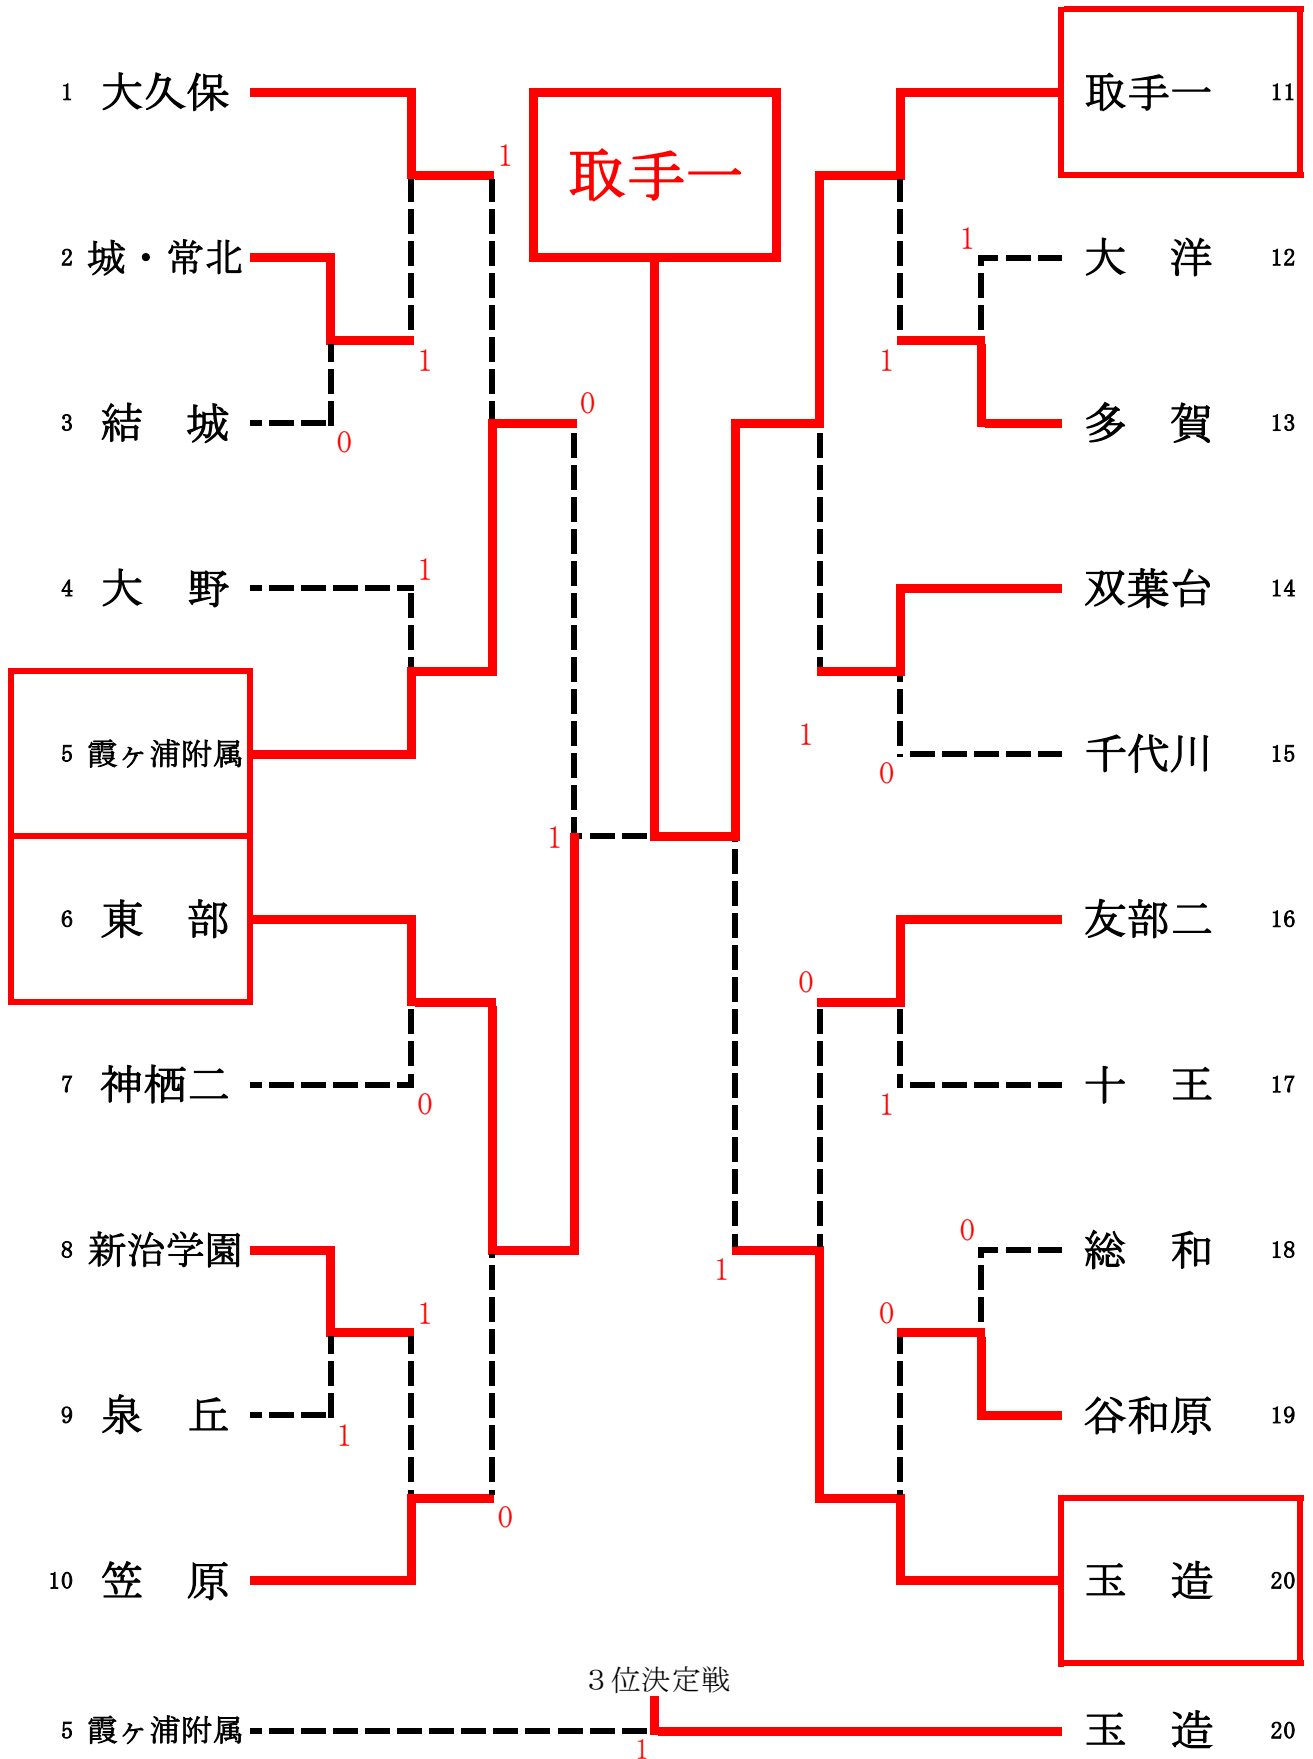 1 大久保
1
取手一
取手一 11
2 城・常北
1
大　洋 12
1
1
3 結　城
0
0
多　賀 13
4 大　野
1
双葉台 14
5 霞ヶ浦附属
1
0
千代川 15
1
6 東　部
0
友部二 16
7 神栖二
0
1
十　王 17
8 新治学園
1
0
総　和 18
1
0
9 泉　丘
1
谷和原 19
10 笠　原
0
玉　造 20
３位決定戦
5 霞ヶ浦附属
1
玉　造 20